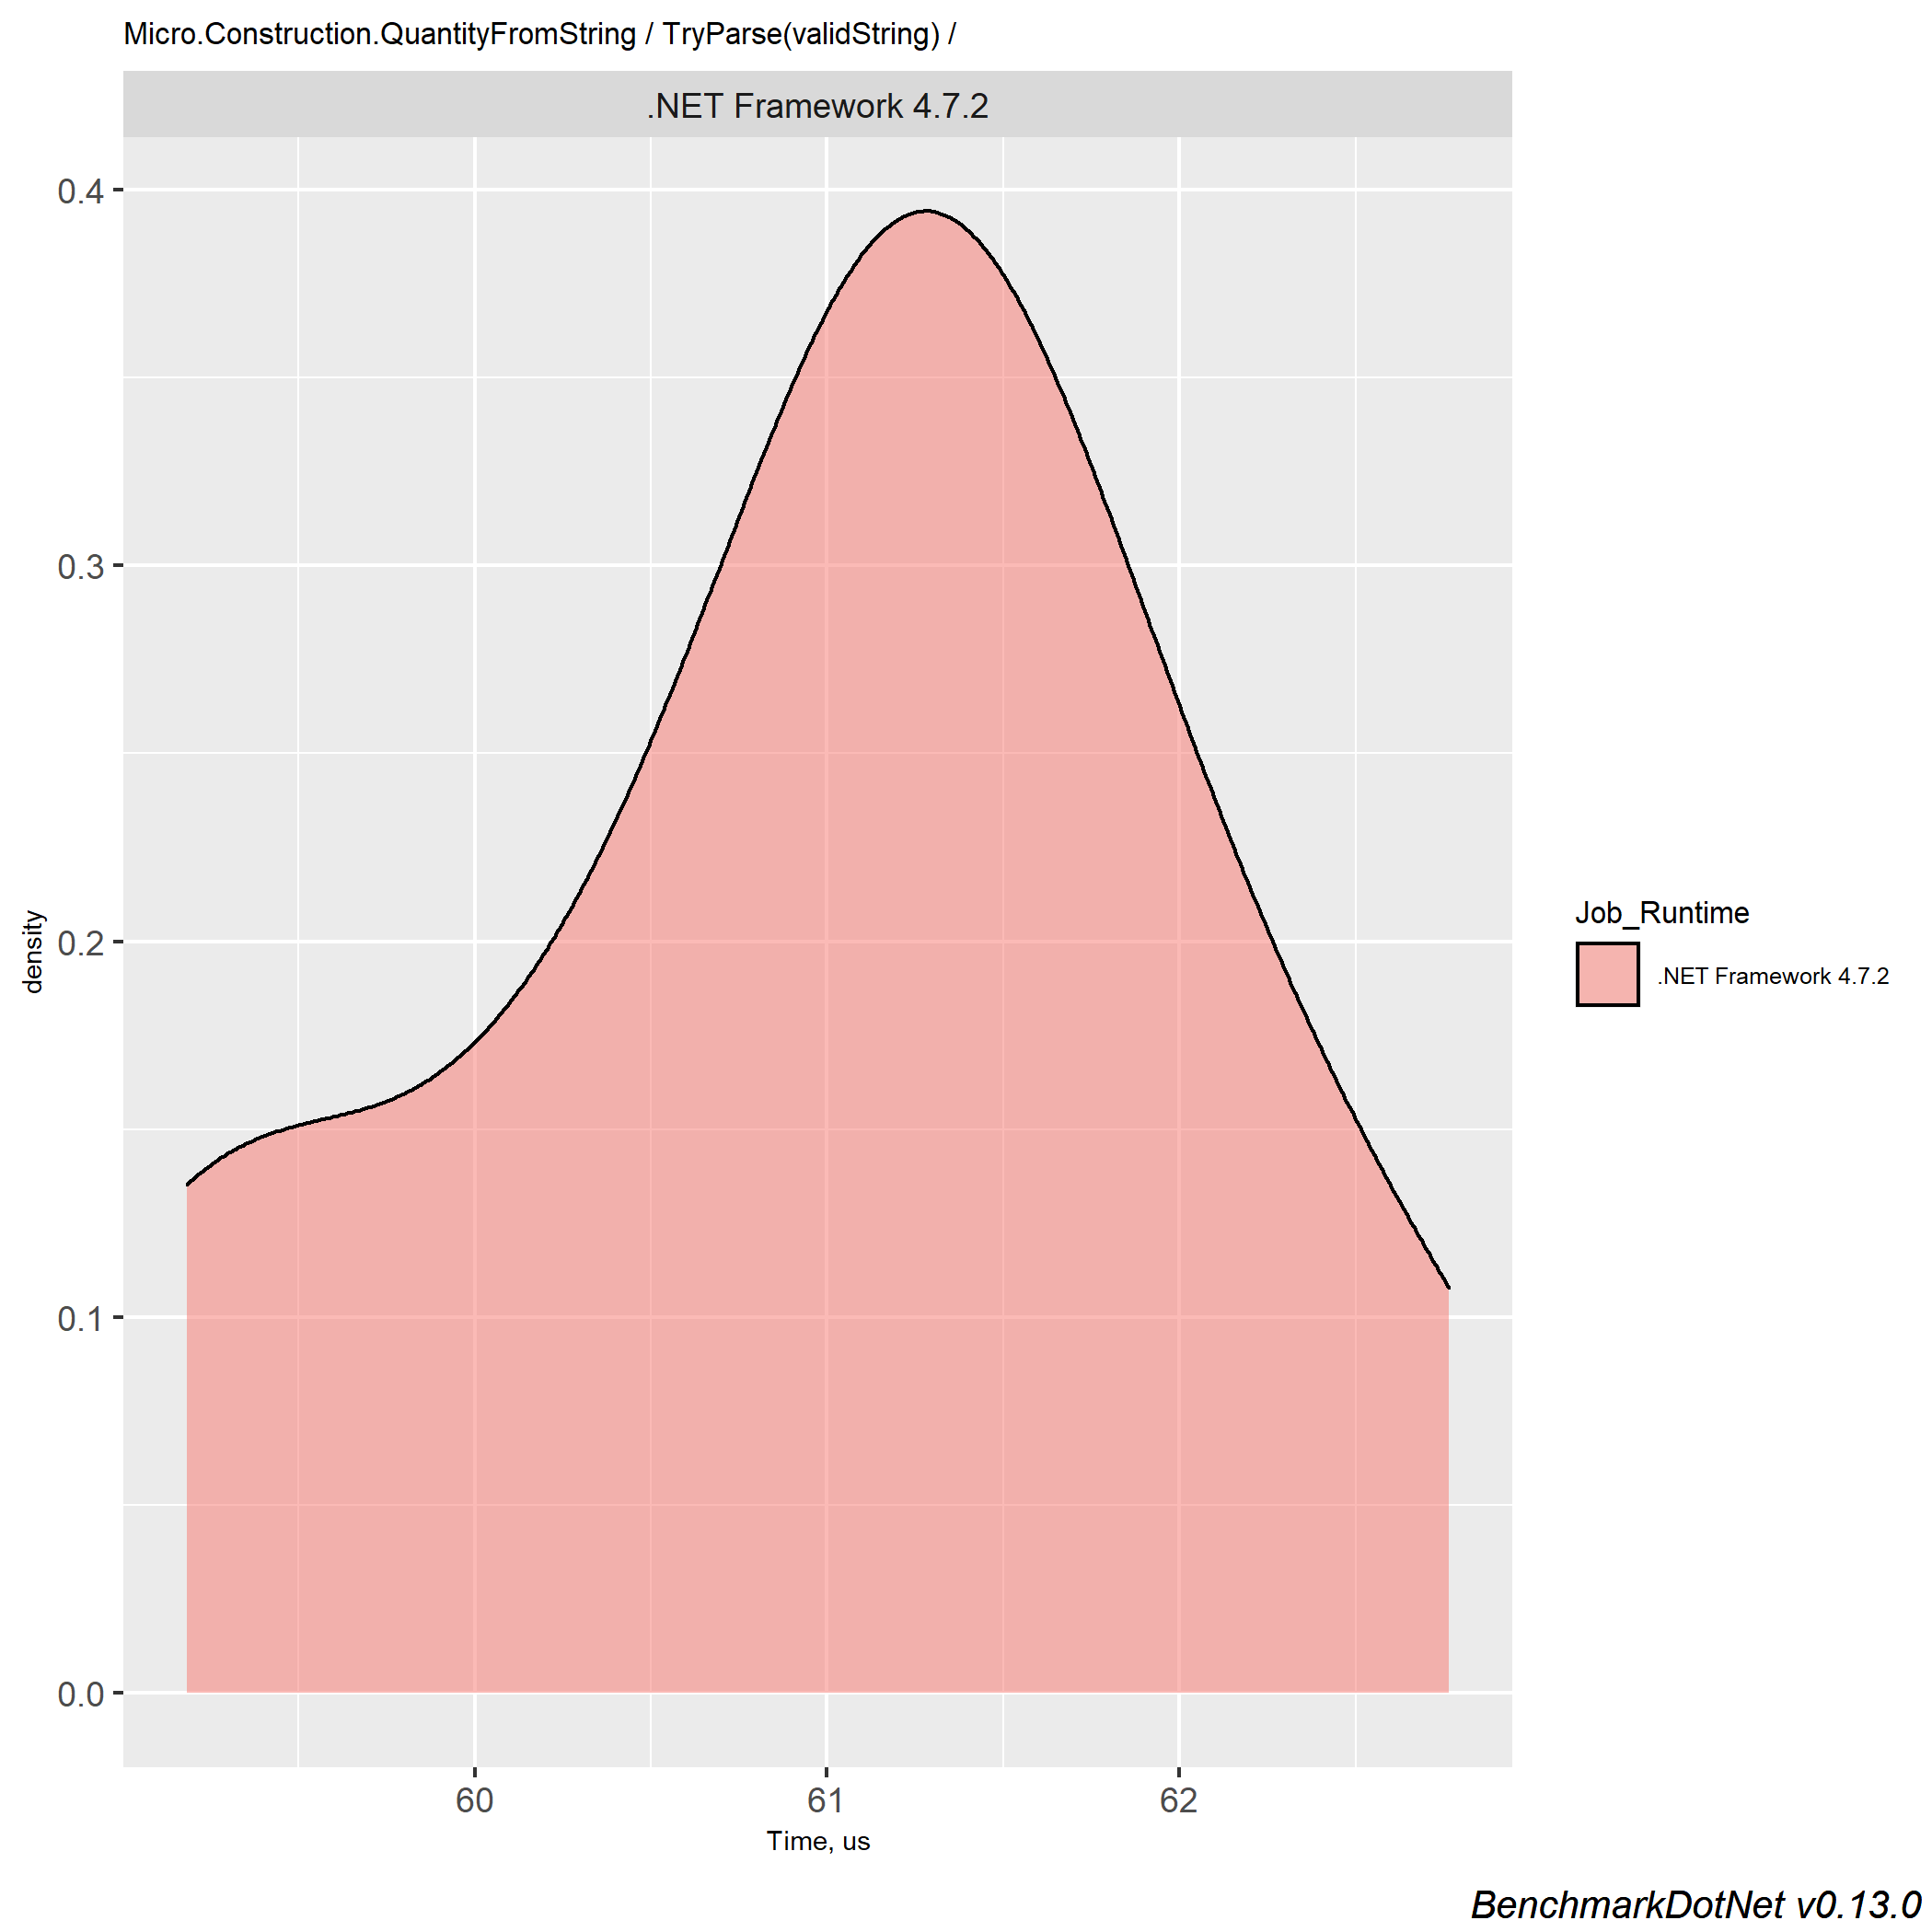 Micro.Construction.QuantityFromString / TryParse(validString) /
.NET Framework 4.7.2
0.4
0.3
0.2
0.1
0.0
density
60 61 62
Time, us
Job_Runtime
.NET Framework 4.7.2
BenchmarkDotNet v0.13.0